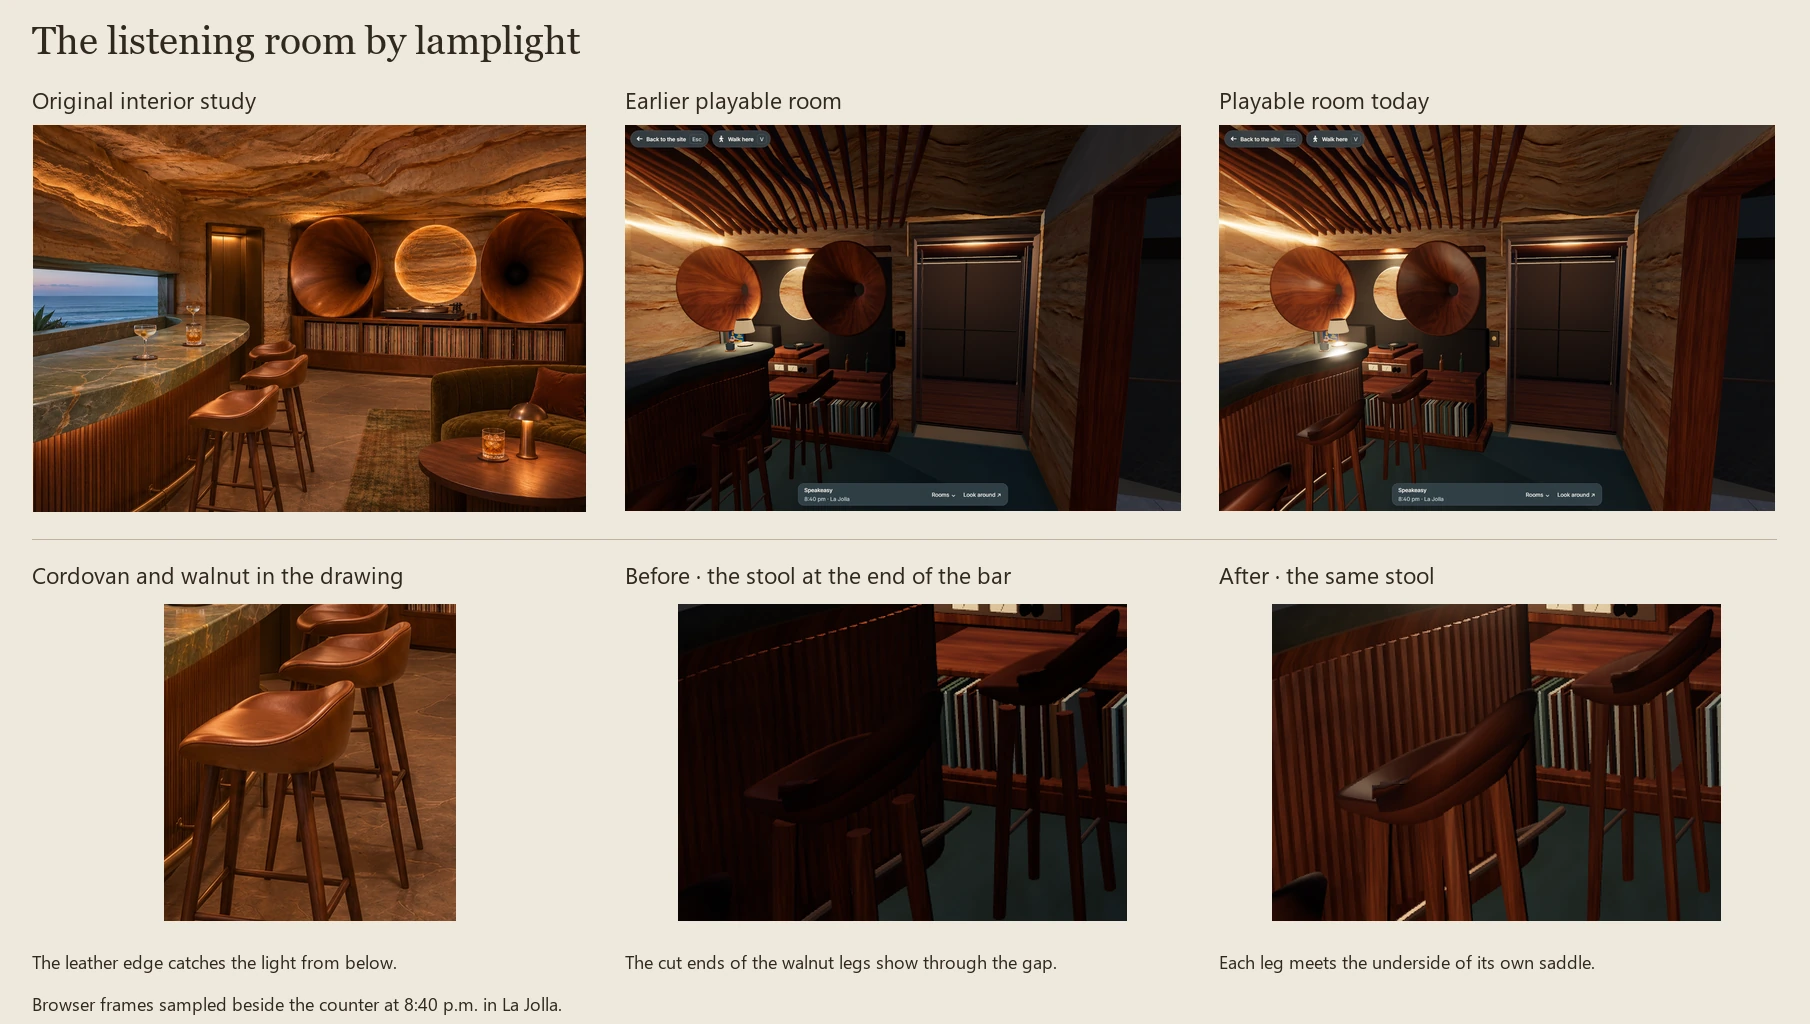 The listening room by lamplight
Original interior study
Earlier playable room
Playable room today
← Back to the site Esc
Walk here V
← Back to the site Esc
Walk here V
Speakeasy
8:40 pm · La Jolla
Rooms
Look around ↗
Speakeasy
8:40 pm · La Jolla
Rooms
Look around ↗
Cordovan and walnut in the drawing
Before · the stool at the end of the bar
After · the same stool
The leather edge catches the light from below.
The cut ends of the walnut legs show through the gap.
Each leg meets the underside of its own saddle.
Browser frames sampled beside the counter at 8:40 p.m. in La Jolla.